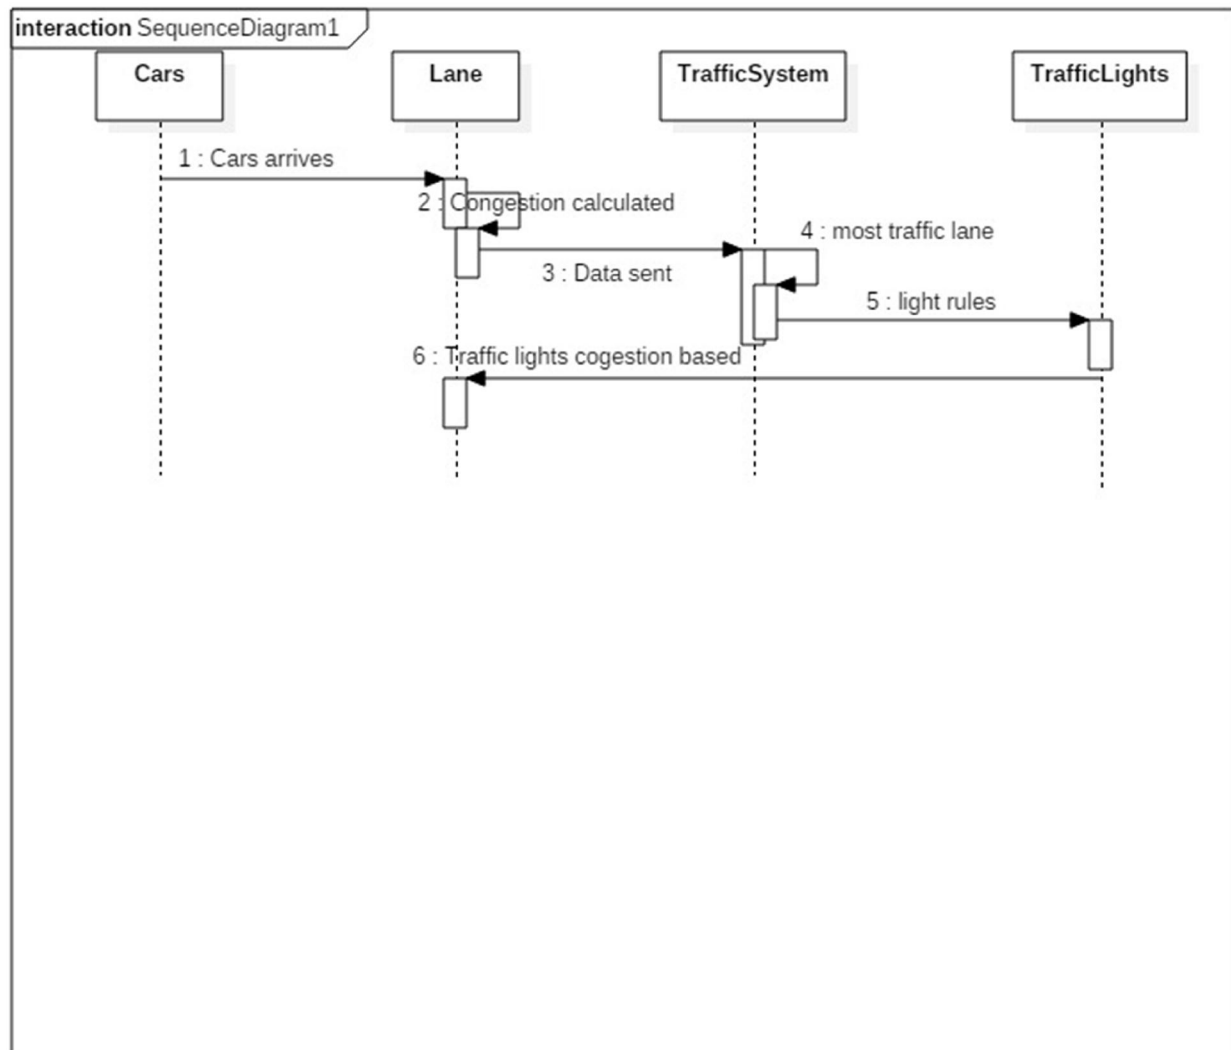 interaction SequenceDiagram1
Cars
Lane
TrafficSystem
TrafficLights
1 : Cars arrives
2 : Congestion calculated
4 : most traffic lane
3 : Data sent
5 : light rules
6 : Traffic lights cogestion based